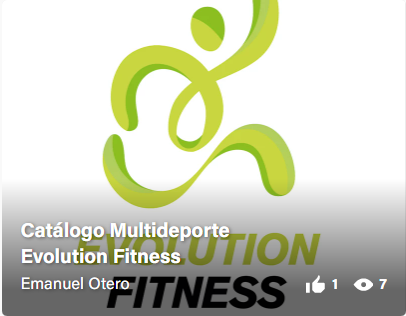 Catálogo Multideporte
EVOLUTION
Evolution Fitness
Emanuel Otero
FITNESS
1
7